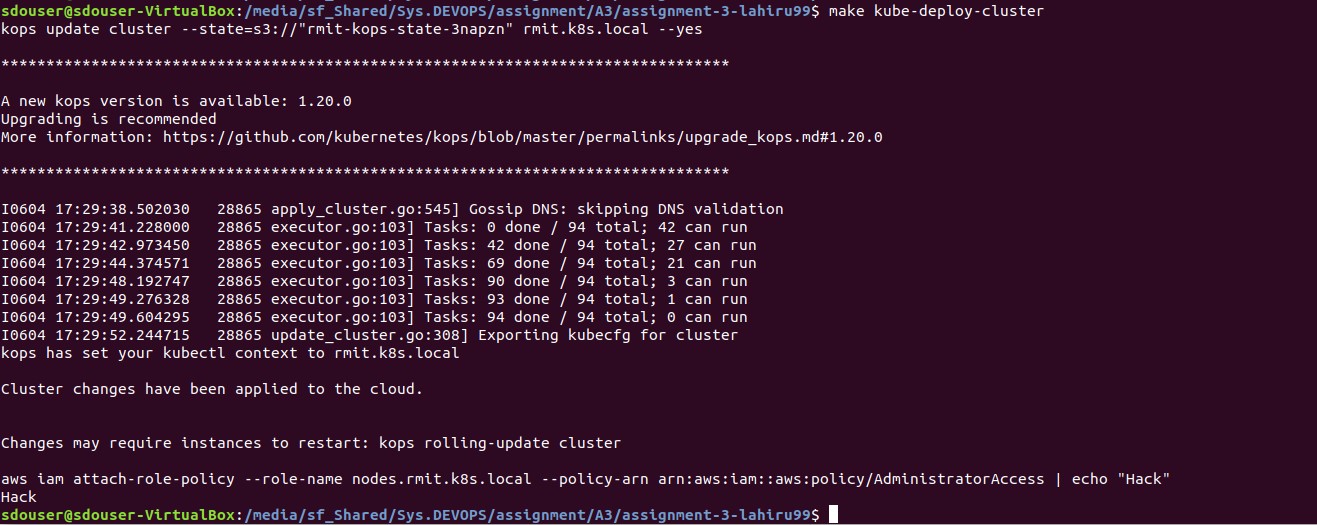 sdouser@sdouser-VirtualBox:/media/sf_Shared/Sys.DEVOPS/assignment/A3/assignment-3-lahiru99$ make kube-deploy-cluster
kops update cluster --state=s3://"rmit-kops-state-3napzn" rmit.k8s.local --yes
*********************************************************************************
A new kops version is available: 1.20.0
Upgrading is recommended
More information: https://github.com/kubernetes/kops/blob/master/permalinks/upgrade_kops.md#1.20.0
*********************************************************************************
I0604 17:29:38.502030   28865 apply_cluster.go:545] Gossip DNS: skipping DNS validation
I0604 17:29:41.228000   28865 executor.go:103] Tasks: 0 done / 94 total; 42 can run
I0604 17:29:42.973450   28865 executor.go:103] Tasks: 42 done / 94 total; 27 can run
I0604 17:29:44.374571   28865 executor.go:103] Tasks: 69 done / 94 total; 21 can run
I0604 17:29:48.192747   28865 executor.go:103] Tasks: 90 done / 94 total; 3 can run
I0604 17:29:49.276328   28865 executor.go:103] Tasks: 93 done / 94 total; 1 can run
I0604 17:29:49.604295   28865 executor.go:103] Tasks: 94 done / 94 total; 0 can run
I0604 17:29:52.244715   28865 update_cluster.go:308] Exporting kubecfg for cluster
kops has set your kubectl context to rmit.k8s.local
Cluster changes have been applied to the cloud.
Changes may require instances to restart: kops rolling-update cluster
aws iam attach-role-policy --role-name nodes.rmit.k8s.local --policy-arn arn:aws:iam::aws:policy/AdministratorAccess | echo "Hack"
Hack
sdouser@sdouser-VirtualBox:/media/sf_Shared/Sys.DEVOPS/assignment/A3/assignment-3-lahiru99$